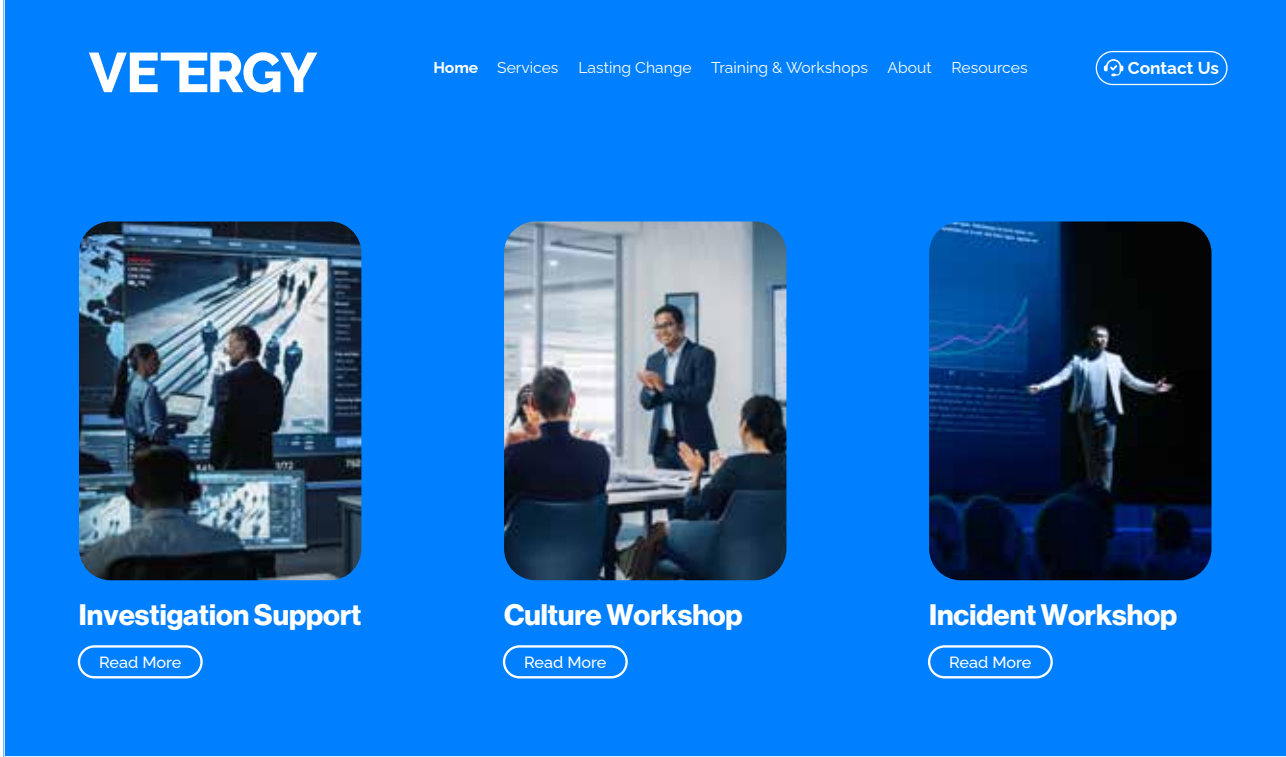 VETERGY
Home Services Lasting Change Training & Workshops About Resources
Contact Us
Investigation Support
Culture Workshop
Incident Workshop
Read More
Read More
Read More